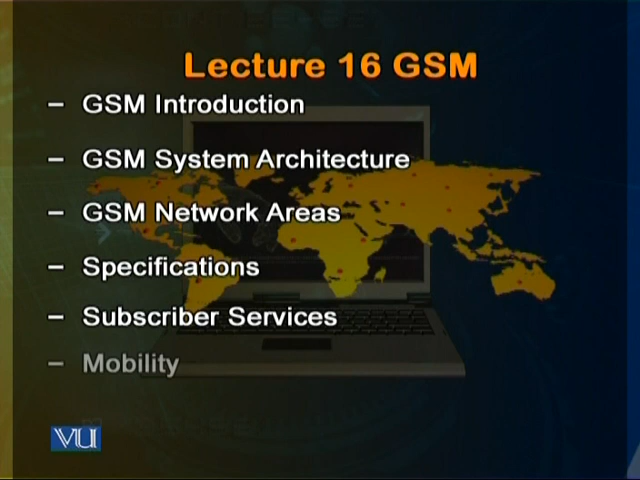 Lecture 16 GSM
– GSM Introduction
– GSM System Architecture
– GSM Network Areas
– Specifications
– Subscriber Services
– Mobility
VU